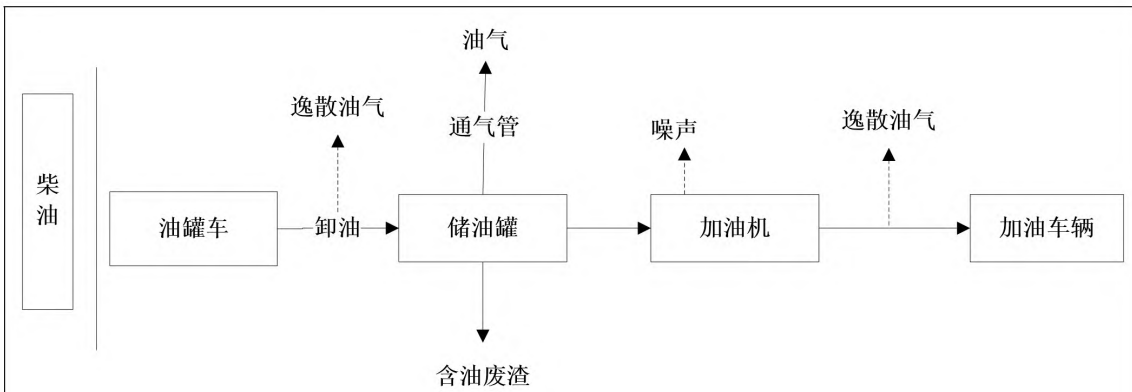 油气
逸散油气
通气管
噪声
逸散油气
柴油
油罐车
卸油
储油罐
加油机
加油车辆
含油废渣